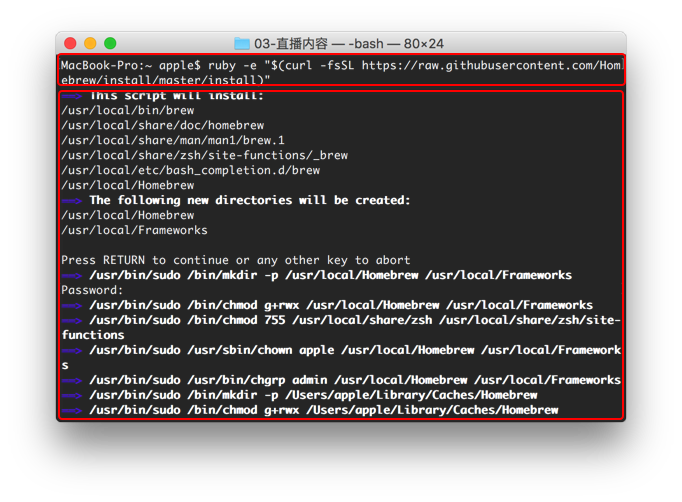 03-直播内容 — -bash — 80×24
MacBook-Pro:~ apple$ ruby -e "$(curl -fsSL https://raw.githubusercontent.com/Hom
ebrew/install/master/install)"
==> This script will install:
/usr/local/bin/brew
/usr/local/share/doc/homebrew
/usr/local/share/man/man1/brew.1
/usr/local/share/zsh/site-functions/_brew
/usr/local/etc/bash_completion.d/brew
/usr/local/Homebrew
==> The following new directories will be created:
/usr/local/Homebrew
/usr/local/Frameworks
Press RETURN to continue or any other key to abort
==> /usr/bin/sudo /bin/mkdir -p /usr/local/Homebrew /usr/local/Frameworks
Password:
==> /usr/bin/sudo /bin/chmod g+rwx /usr/local/Homebrew /usr/local/Frameworks
==> /usr/bin/sudo /bin/chmod 755 /usr/local/share/zsh /usr/local/share/zsh/site-
functions
==> /usr/bin/sudo /usr/sbin/chown apple /usr/local/Homebrew /usr/local/Framework
s
==> /usr/bin/sudo /usr/bin/chgrp admin /usr/local/Homebrew /usr/local/Frameworks
==> /usr/bin/sudo /bin/mkdir -p /Users/apple/Library/Caches/Homebrew
==> /usr/bin/sudo /bin/chmod g+rwx /Users/apple/Library/Caches/Homebrew